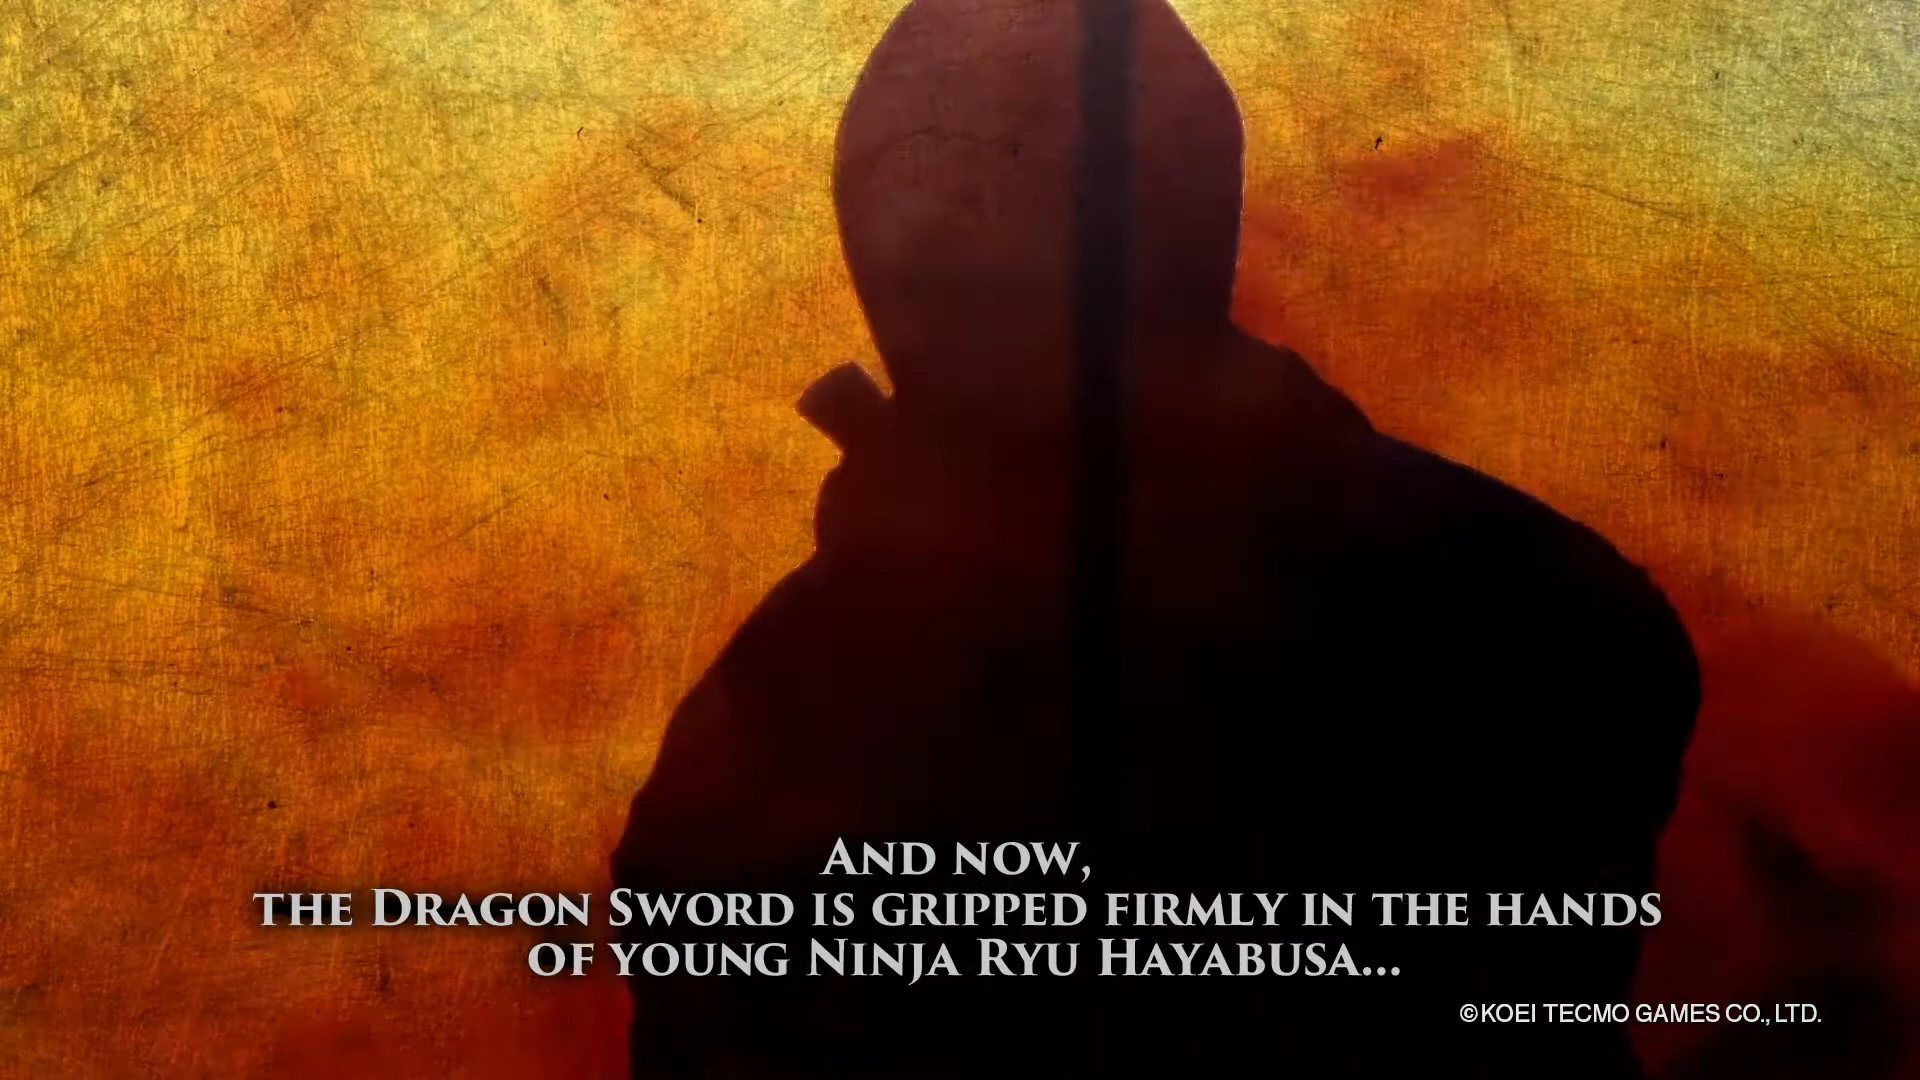 And now,
the Dragon Sword is gripped firmly in the hands
of young Ninja Ryu Hayabusa...
©KOEI TECMO GAMES CO., LTD.